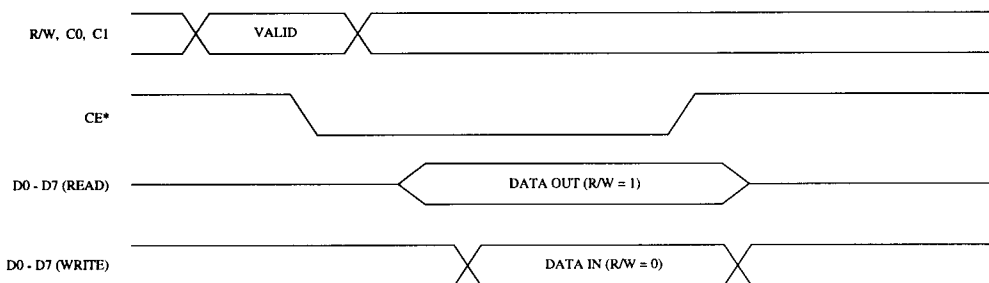 R/W, C0, C1
VALID
CE*
D0 - D7 (READ)
DATA OUT (R/W = 1)
D0 - D7 (WRITE)
DATA IN (R/W = 0)